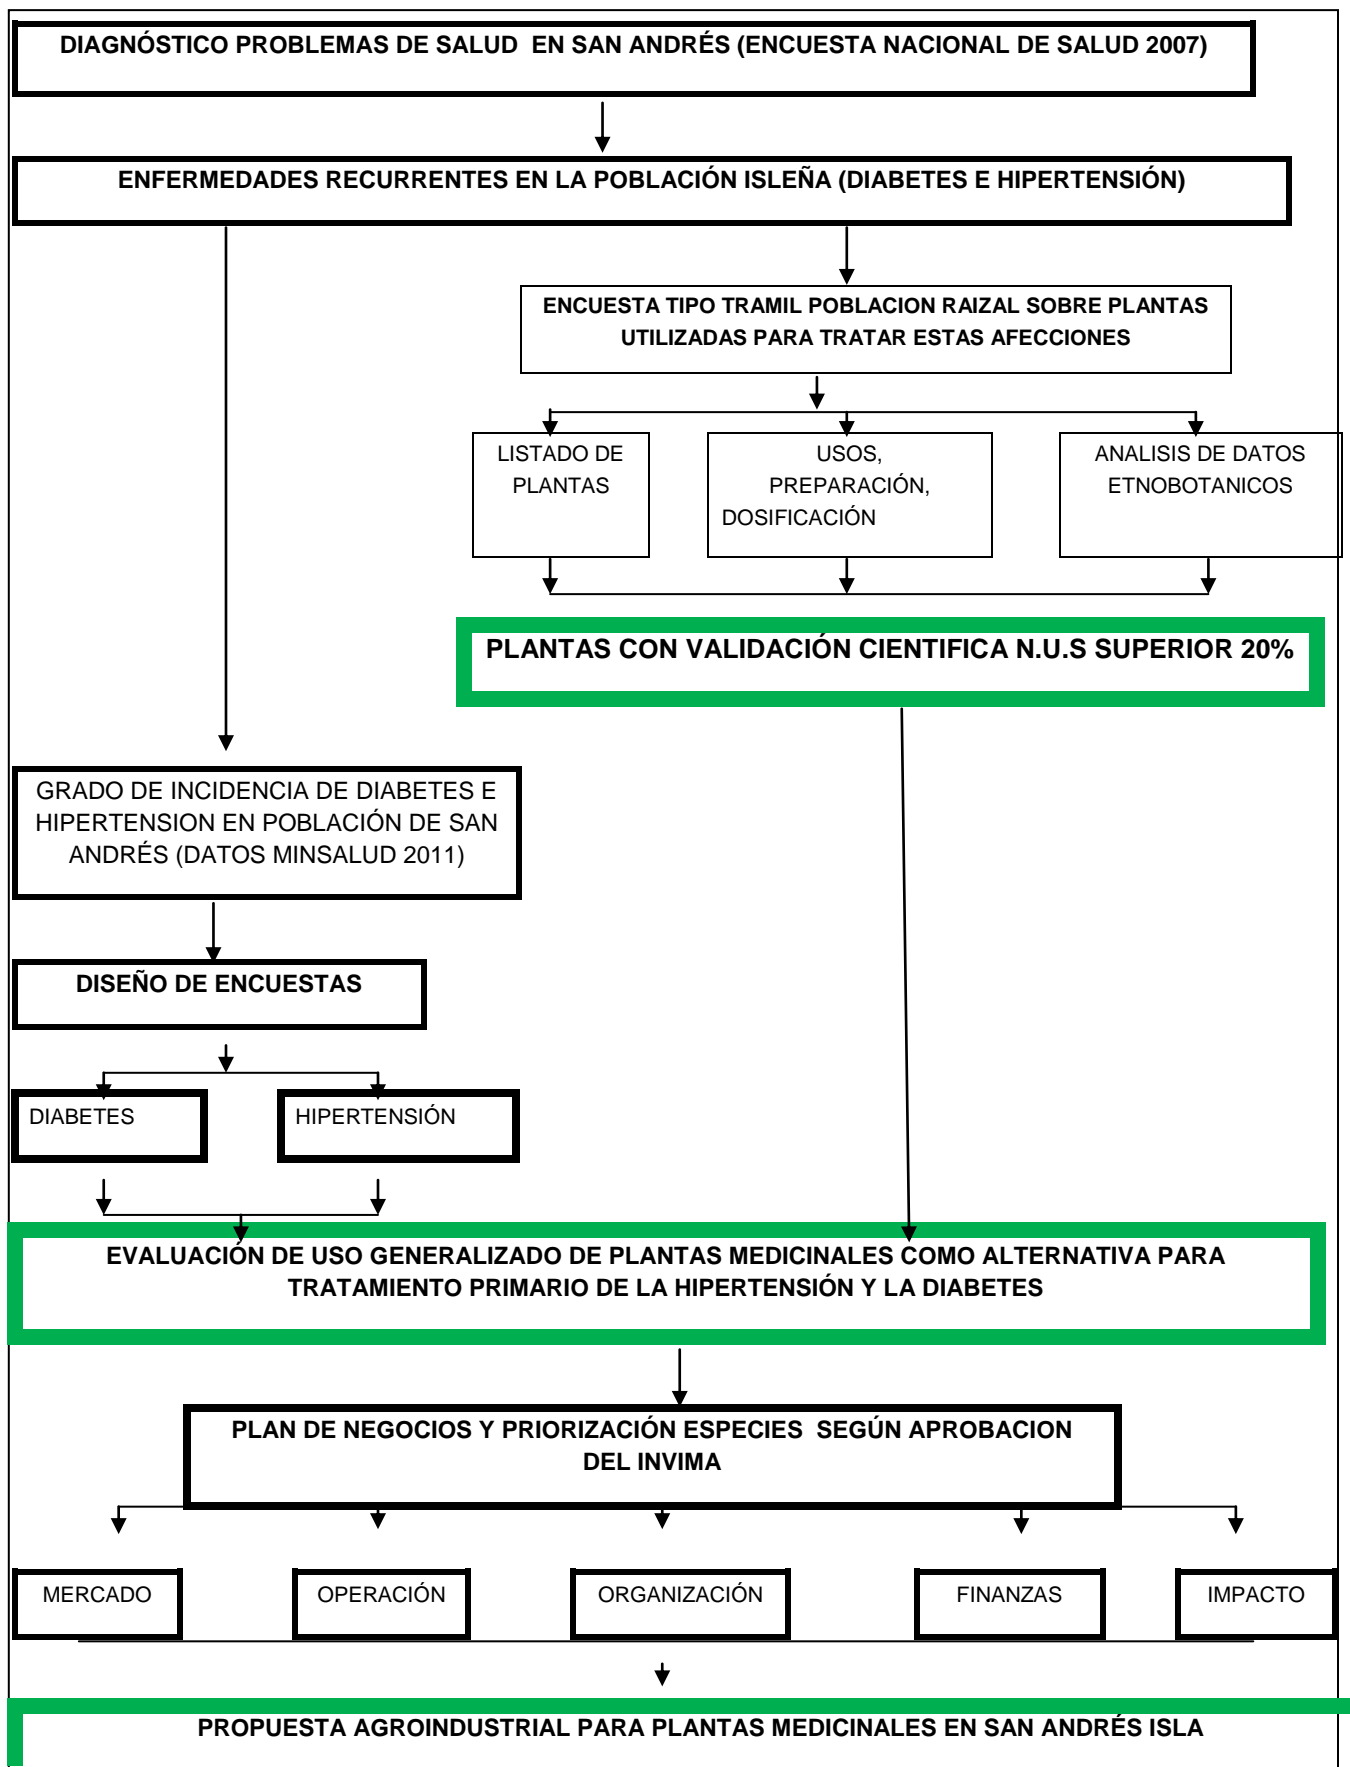 DIAGNÓSTICO PROBLEMAS DE SALUD EN SAN ANDRÉS (ENCUESTA NACIONAL DE SALUD 2007)
ENFERMEDADES RECURRENTES EN LA POBLACIÓN ISLEÑA (DIABETES E HIPERTENSIÓN)
ENCUESTA TIPO TRAMIL POBLACION RAIZAL SOBRE PLANTAS
UTILIZADAS PARA TRATAR ESTAS AFECCIONES
LISTADO DE
PLANTAS
USOS,
PREPARACIÓN,
DOSIFICACIÓN
ANALISIS DE DATOS
ETNOBOTANICOS
PLANTAS CON VALIDACIÓN CIENTIFICA N.U.S SUPERIOR 20%
GRADO DE INCIDENCIA DE DIABETES E
HIPERTENSION EN POBLACIÓN DE SAN
ANDRÉS (DATOS MINSALUD 2011)
DISEÑO DE ENCUESTAS
DIABETES
HIPERTENSIÓN
EVALUACIÓN DE USO GENERALIZADO DE PLANTAS MEDICINALES COMO ALTERNATIVA PARA
TRATAMIENTO PRIMARIO DE LA HIPERTENSIÓN Y LA DIABETES
PLAN DE NEGOCIOS Y PRIORIZACIÓN ESPECIES SEGÚN APROBACION
DEL INVIMA
MERCADO
OPERACIÓN
ORGANIZACIÓN
FINANZAS
IMPACTO
PROPUESTA AGROINDUSTRIAL PARA PLANTAS MEDICINALES EN SAN ANDRÉS ISLA